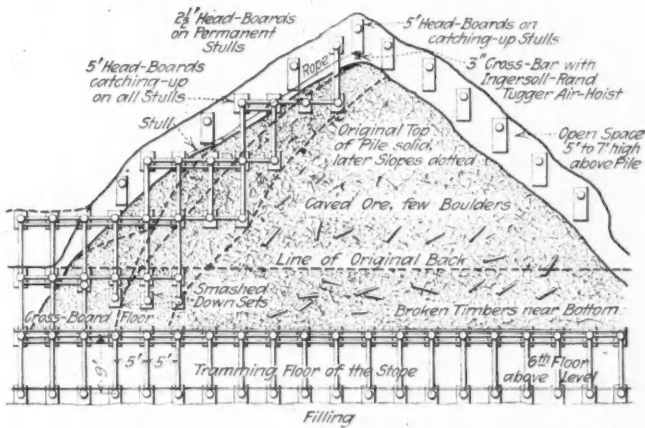 2½" Head-Boards
on Permanent
Stulls
5' Head-Boards on
catching-up Stulls
5' Head-Boards
catching-up
on all Stulls
Rope
3" Cross-Bar with
Ingersoll-Rand
Tugger Air-Hoist
Stull
Original Top
of Pile solid,
later Slopes dotted
Open Space
5' to 7' high
above Pile
Caved Ore, few Boulders
Line of Original Back
Smashed
Down Sets
Cross-Board Floor
Broken Timbers near Bottom
9'
5' 5'
Tramming Floor of the Stope
6th Floor
above Level
Filling